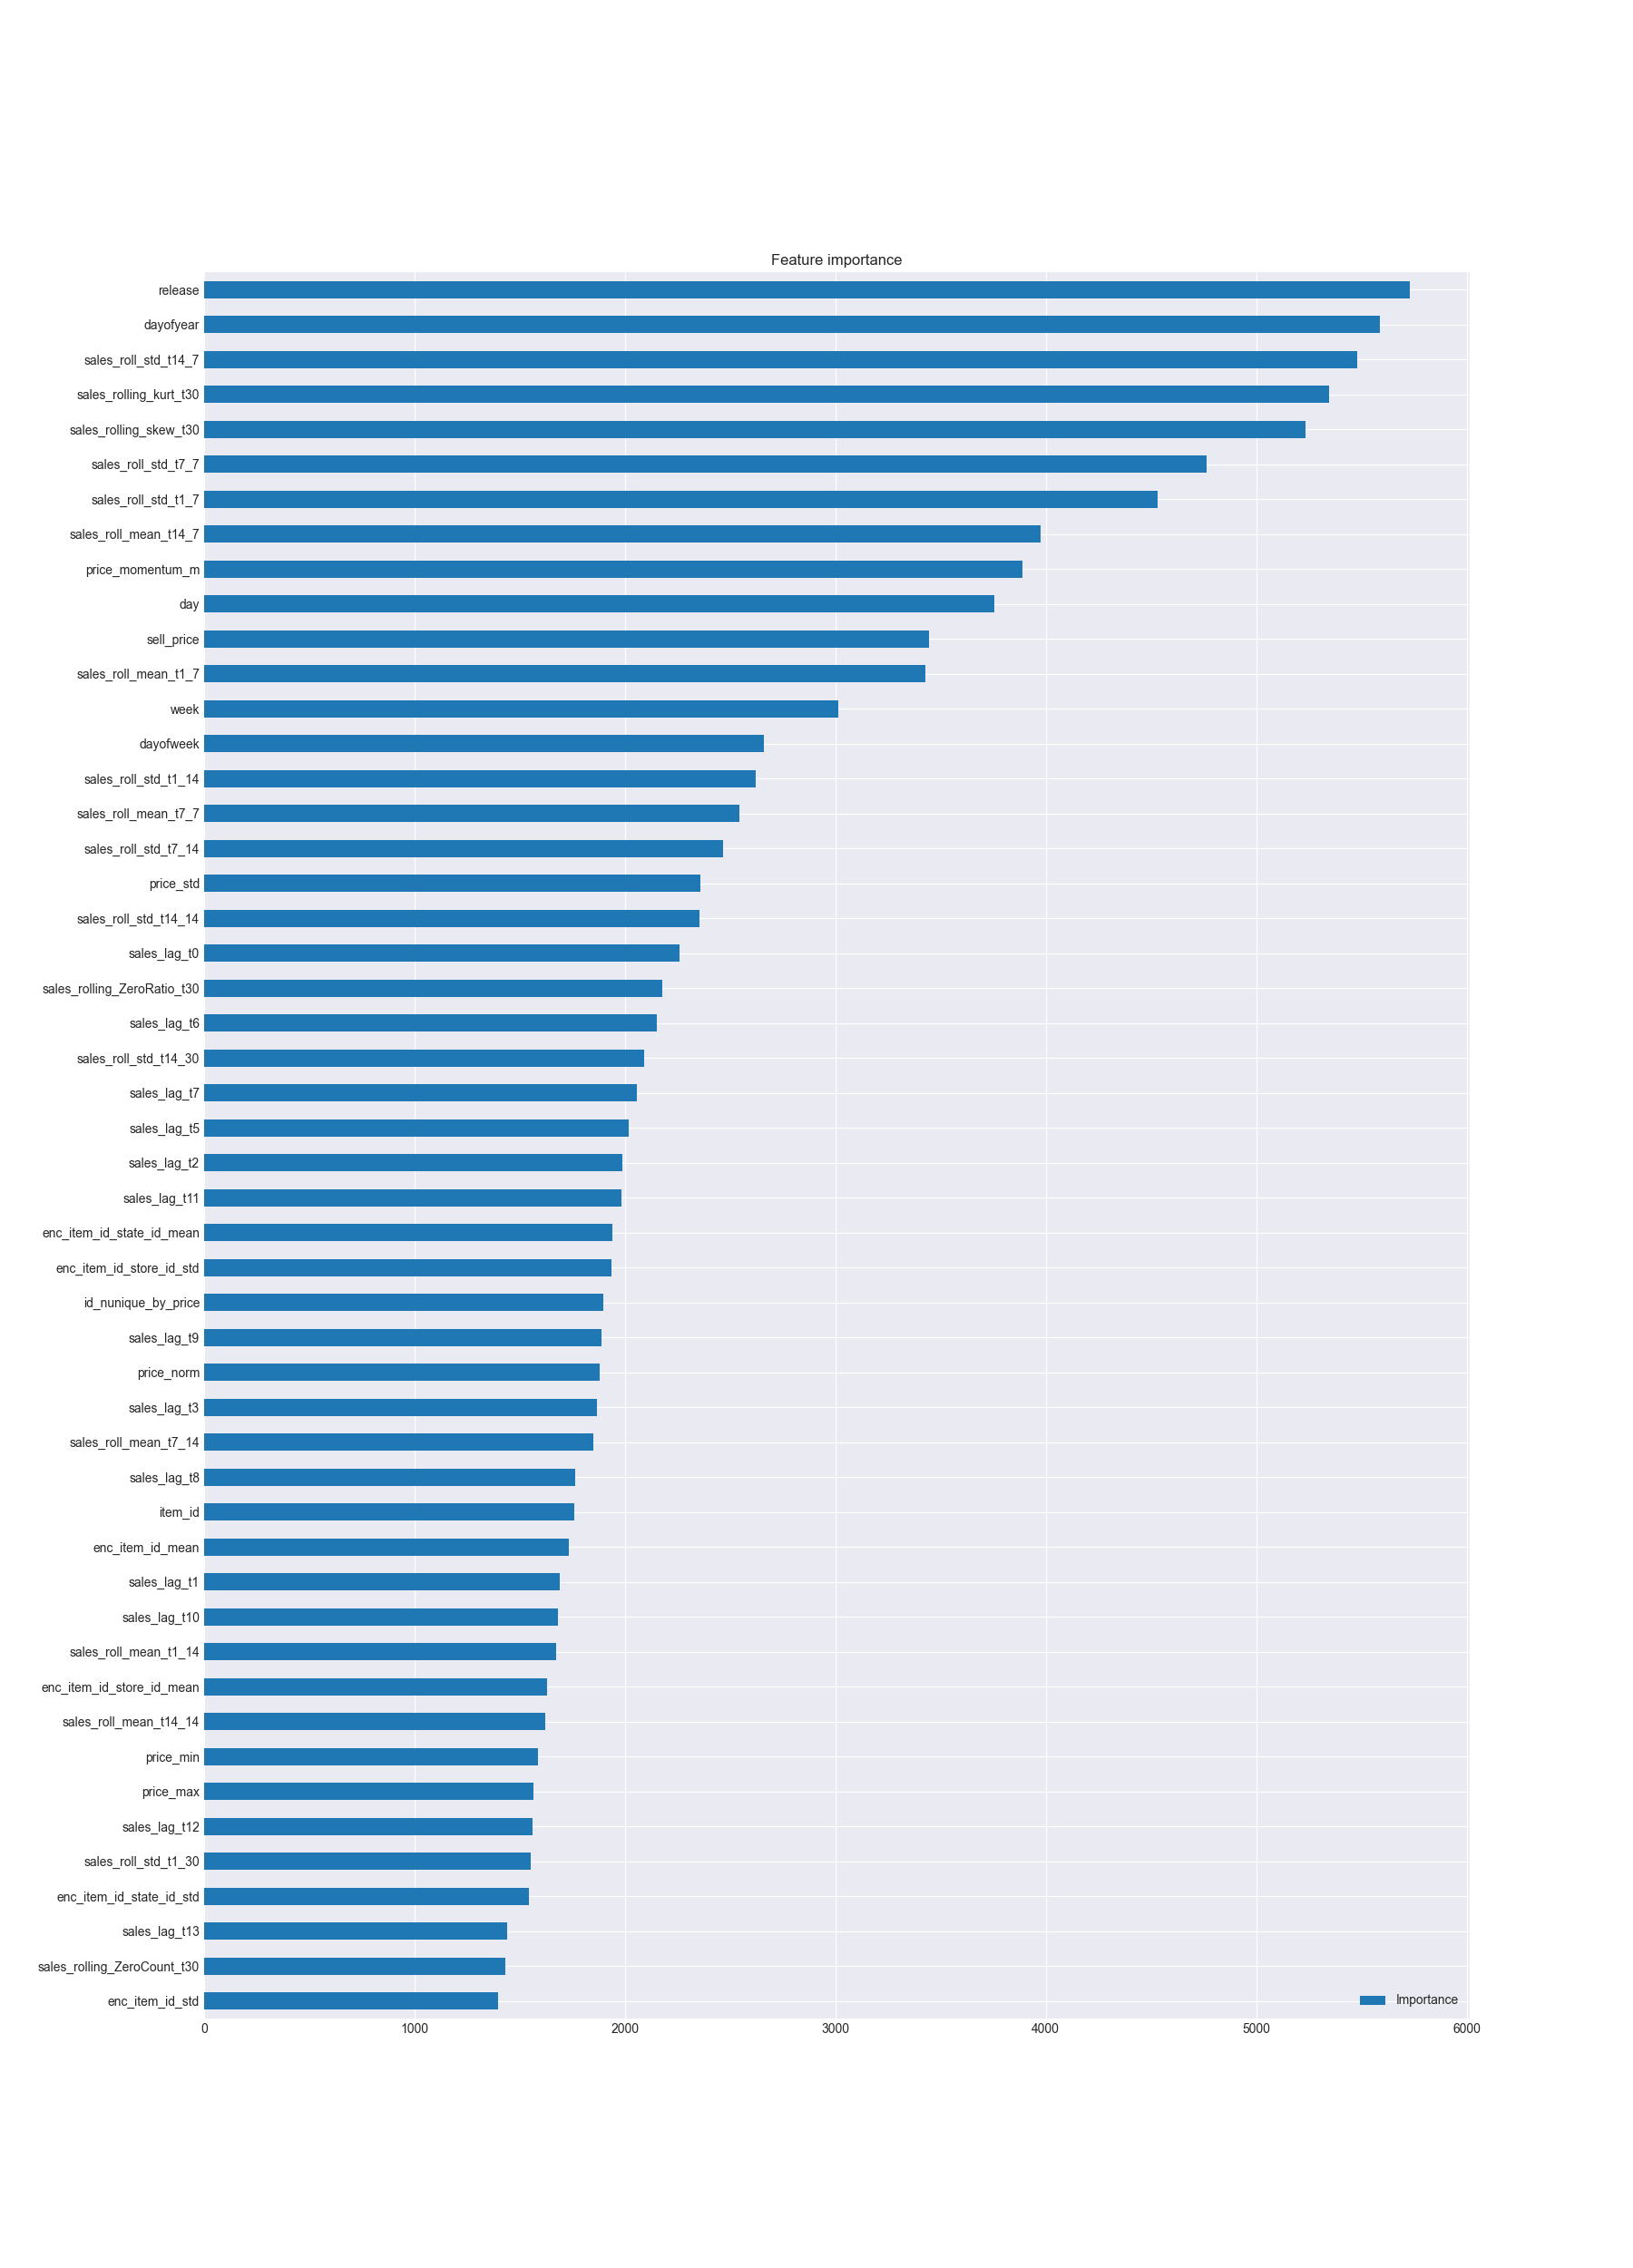 Feature importance
release
dayofyear
sales_roll_std_t14_7
sales_rolling_kurt_t30
sales_rolling_skew_t30
sales_roll_std_t7_7
sales_roll_std_t1_7
sales_roll_mean_t14_7
price_momentum_m
day
sell_price
sales_roll_mean_t1_7
week
dayofweek
sales_roll_std_t1_14
sales_roll_mean_t7_7
sales_roll_std_t7_14
price_std
sales_roll_std_t14_14
sales_lag_t0
sales_rolling_ZeroRatio_t30
sales_lag_t6
sales_roll_std_t14_30
sales_lag_t7
sales_lag_t5
sales_lag_t2
sales_lag_t11
enc_item_id_state_id_mean
enc_item_id_store_id_std
id_nunique_by_price
sales_lag_t9
price_norm
sales_lag_t3
sales_roll_mean_t7_14
sales_lag_t8
item_id
enc_item_id_mean
sales_lag_t1
sales_lag_t10
sales_roll_mean_t1_14
enc_item_id_store_id_mean
sales_roll_mean_t14_14
price_min
price_max
sales_lag_t12
sales_roll_std_t1_30
enc_item_id_state_id_std
sales_lag_t13
sales_rolling_ZeroCount_t30
enc_item_id_std
Importance
0 1000 2000 3000 4000 5000 6000